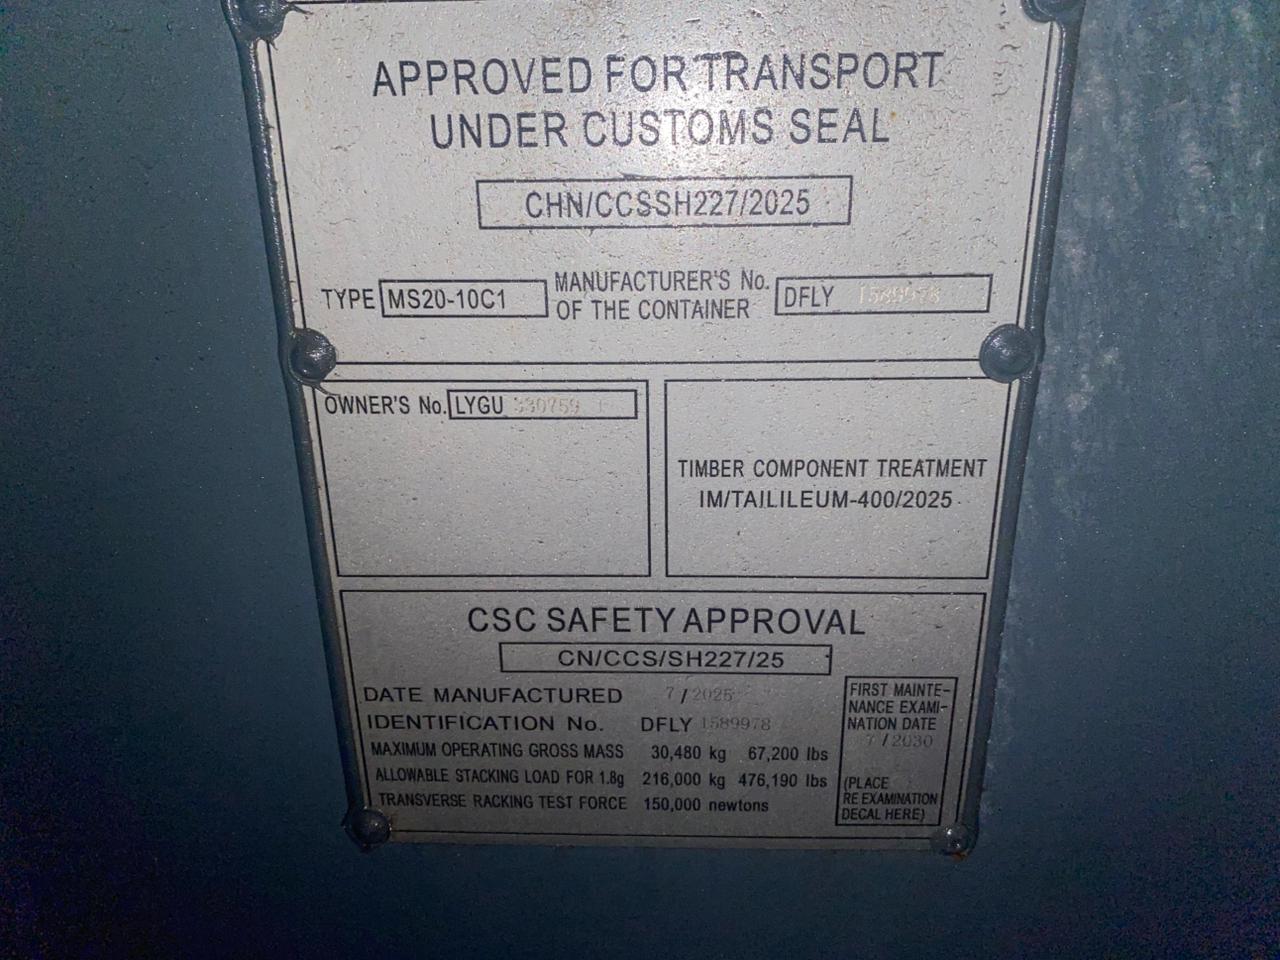 APPROVED FOR TRANSPORT
UNDER CUSTOMS SEAL
CHN/CCSSH227/2025
TYPE MS20-10C1
MANUFACTURER'S No.
OF THE CONTAINER
DFLY 1589978
OWNER'S No. LYGU 330759 1
TIMBER COMPONENT TREATMENT
IM/TAILILEUM-400/2025
CSC SAFETY APPROVAL
CN/CCS/SH227/25
DATE MANUFACTURED 7 / 2025
IDENTIFICATION No. DFLY 1589978
MAXIMUM OPERATING GROSS MASS 30,480 kg 67,200 lbs
ALLOWABLE STACKING LOAD FOR 1.8g 216,000 kg 476,190 lbs
TRANSVERSE RACKING TEST FORCE 150,000 newtons
FIRST MAINTE-
NANCE EXAMI-
NATION DATE
7 / 2030
(PLACE
RE EXAMINATION
DECAL HERE)